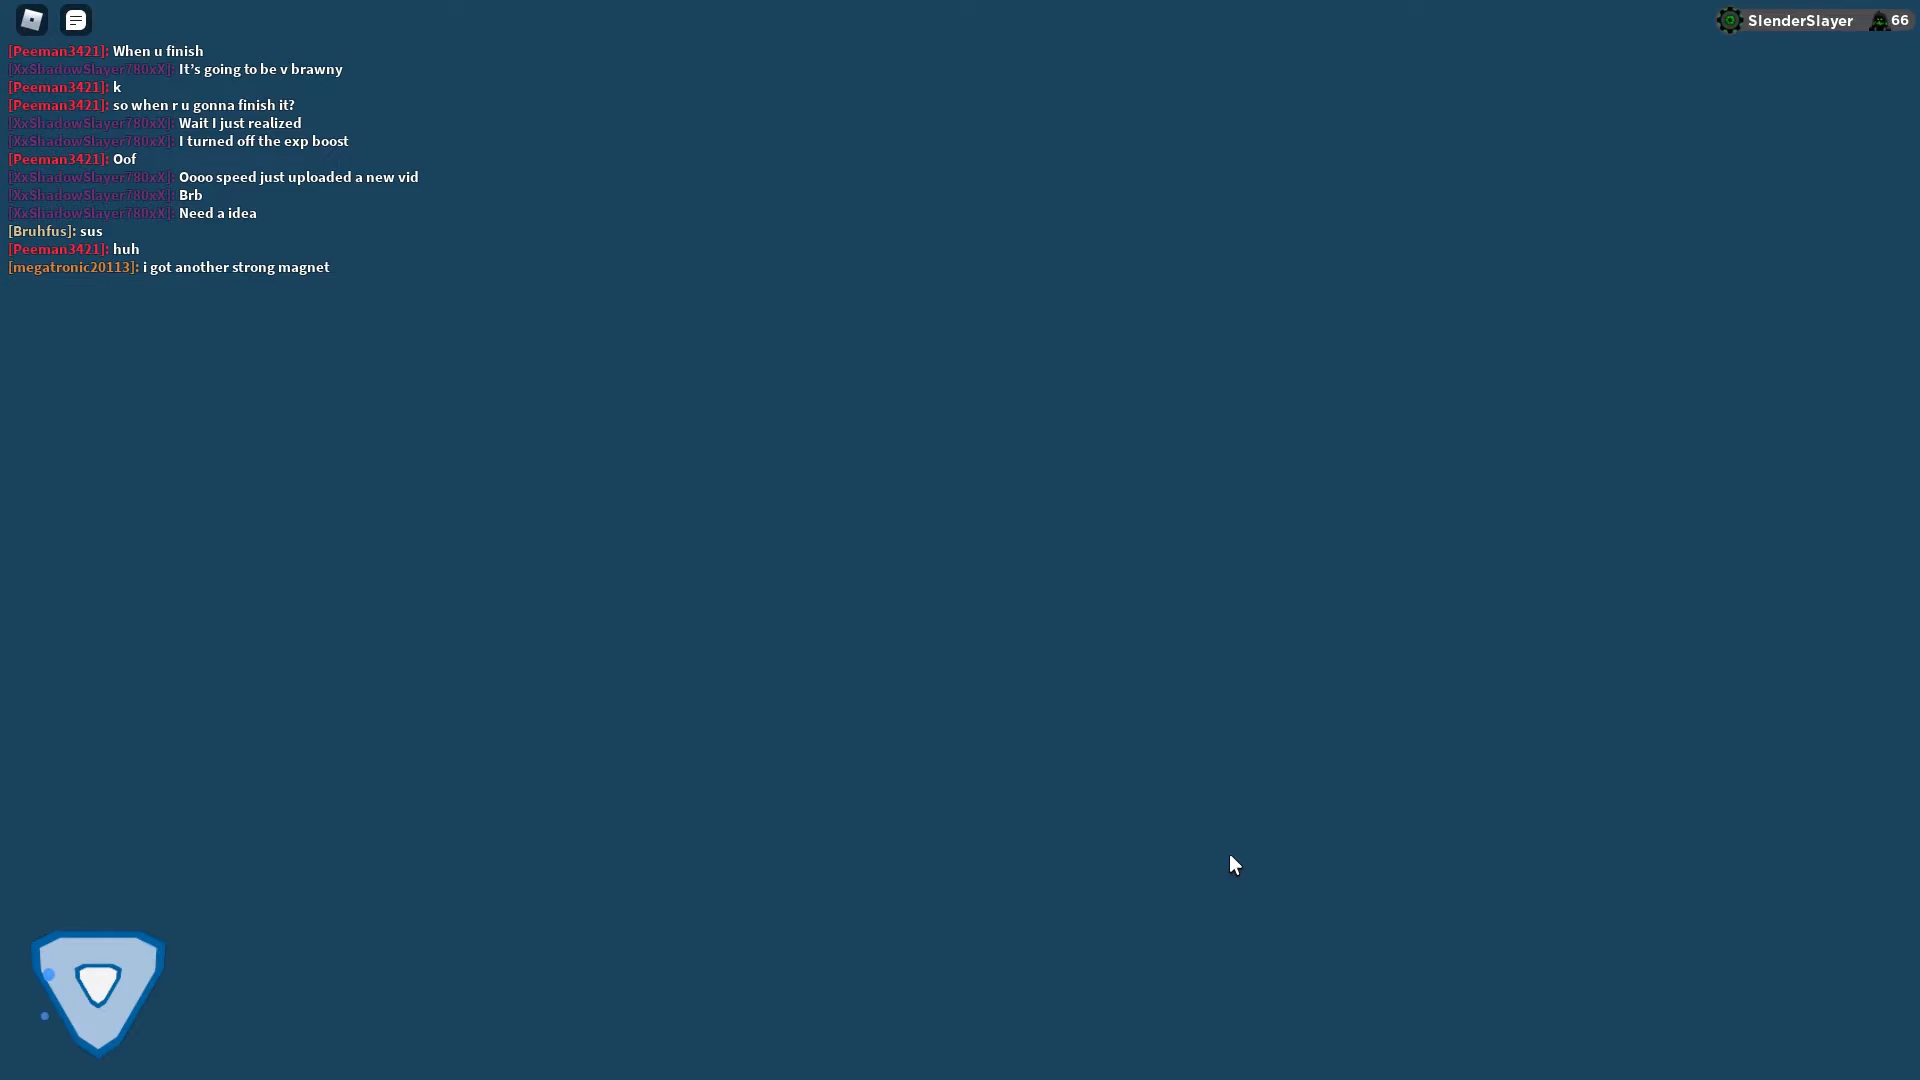 [Peeman3421]: When u finish
[XxShadowSlayer780xX]: It's going to be v brawny
[Peeman3421]: k
[Peeman3421]: so when r u gonna finish it?
[XxShadowSlayer780xX]: Wait I just realized
[XxShadowSlayer780xX]: I turned off the exp boost
[Peeman3421]: Oof
[XxShadowSlayer780xX]: Oooo speed just uploaded a new vid
[XxShadowSlayer780xX]: Brb
[XxShadowSlayer780xX]: Need a idea
[Bruhfus]: sus
[Peeman3421]: huh
[megatronic20113]: i got another strong magnet
SlenderSlayer 66